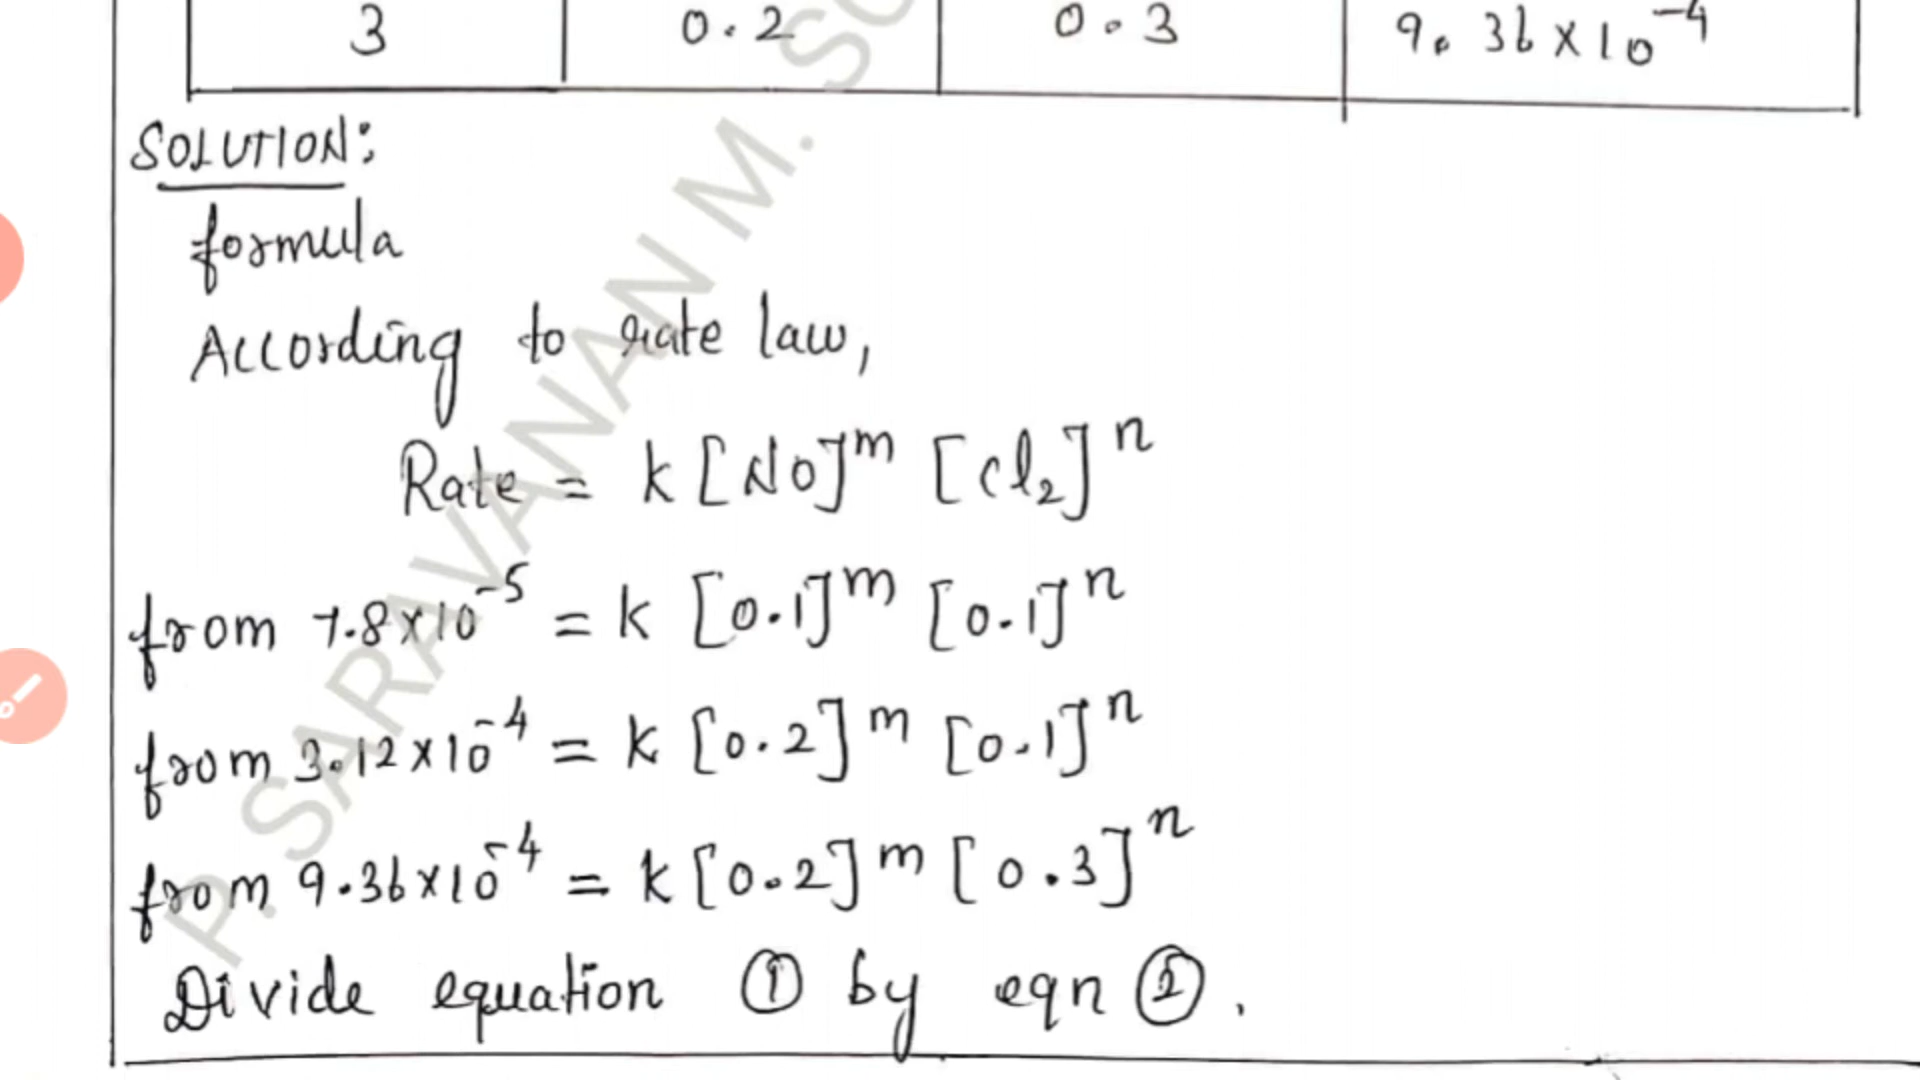 3 0.2 0.3 9.36×10⁻⁴
SOLUTION:
formula
According to rate law,
Rate = k [NO]ᵐ [Cl₂]ⁿ
from 7.8×10⁻⁵ = k [0.1]ᵐ [0.1]ⁿ
from 3.12×10⁻⁴ = k [0.2]ᵐ [0.1]ⁿ
from 9.36×10⁻⁴ = k [0.2]ᵐ [0.3]ⁿ
Divide equation ① by eqn ②.
P. SARAVANAN M. SC